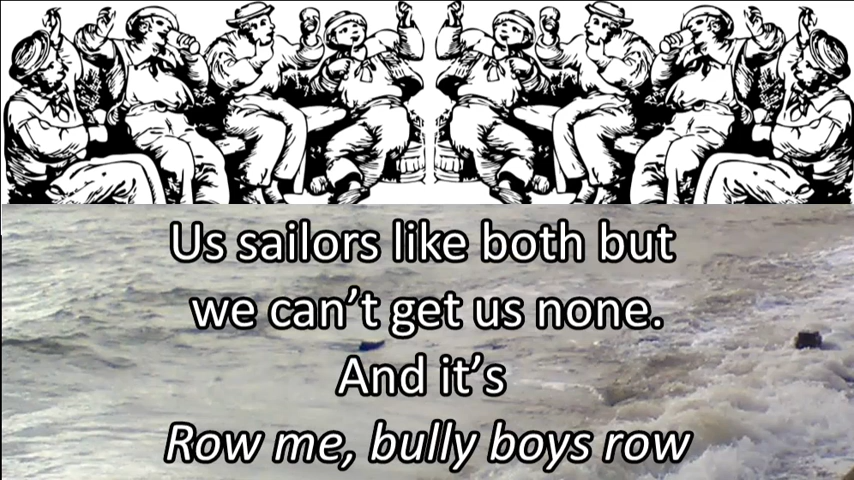 Us sailors like both but
we can't get us none.
And it's
Row me, bully boys row